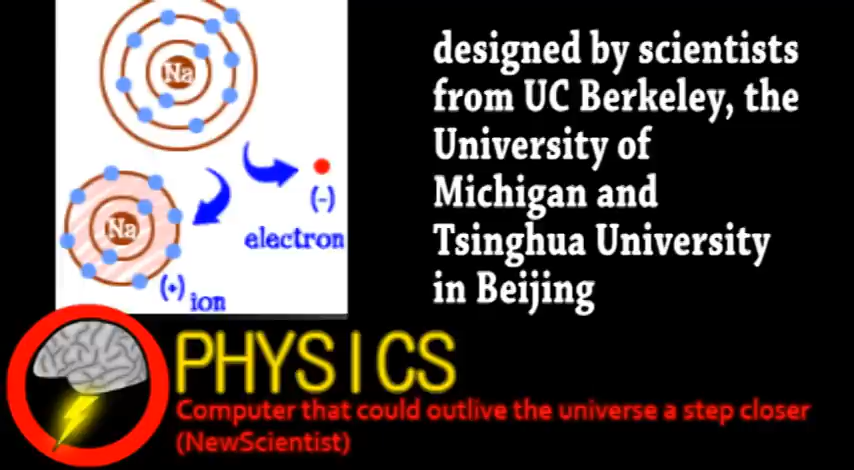 Na
Na
(-)
electron
(+)
ion
designed by scientists
from UC Berkeley, the
University of
Michigan and
Tsinghua University
in Beijing
PHYSICS
Computer that could outlive the universe a step closer
(NewScientist)